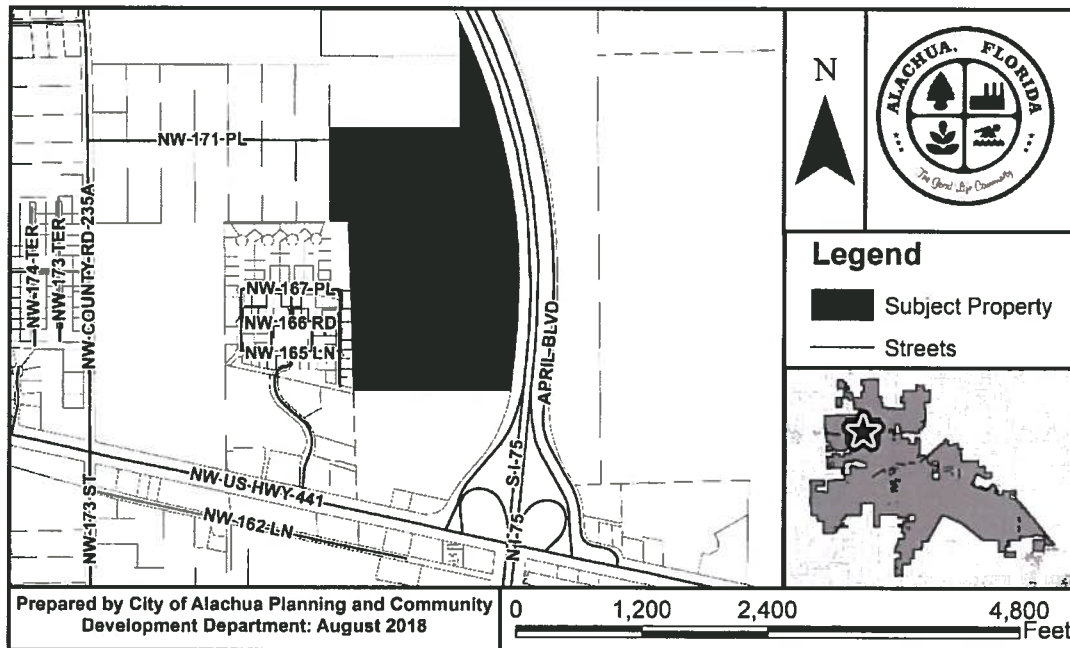 NW-171-PL
NW-174-TER
NW-173-TER
NW-COUNTY-RD-235A
NW-167-PL
NW-166-RD
NW-165-LN
APRIL-BLVD
S-I-75
N-I-75
NW-US-HWY-441
NW-162-LN
NW-173-ST
N
ALACHUA, FLORIDA
The Good Life Community
Legend
Subject Property
Streets
Prepared by City of Alachua Planning and Community
Development Department: August 2018
0 1,200 2,400 4,800
Feet